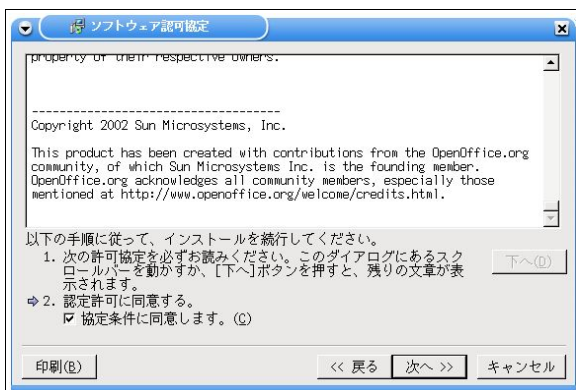 ソフトウェア認可協定
property of their respective owners.
----------------------------------
Copyright 2002 Sun Microsystems, Inc.
This product has been created with contributions from the OpenOffice.org
community, of which Sun Microsystems Inc. is the founding member.
OpenOffice.org acknowledges all community members, especially those
mentioned at http://www.openoffice.org/welcome/credits.html.
以下の手順に従って、インストールを続行してください。
1. 次の許可協定を必ずお読みください。このダイアログにあるスク
ロールバーを動かすか、[下へ]ボタンを押すと、残りの文章が表
示されます。
下へ(D)
2. 認定許可に同意する。
協定条件に同意します。(C)
印刷(B)
<< 戻る
次へ >>
キャンセル